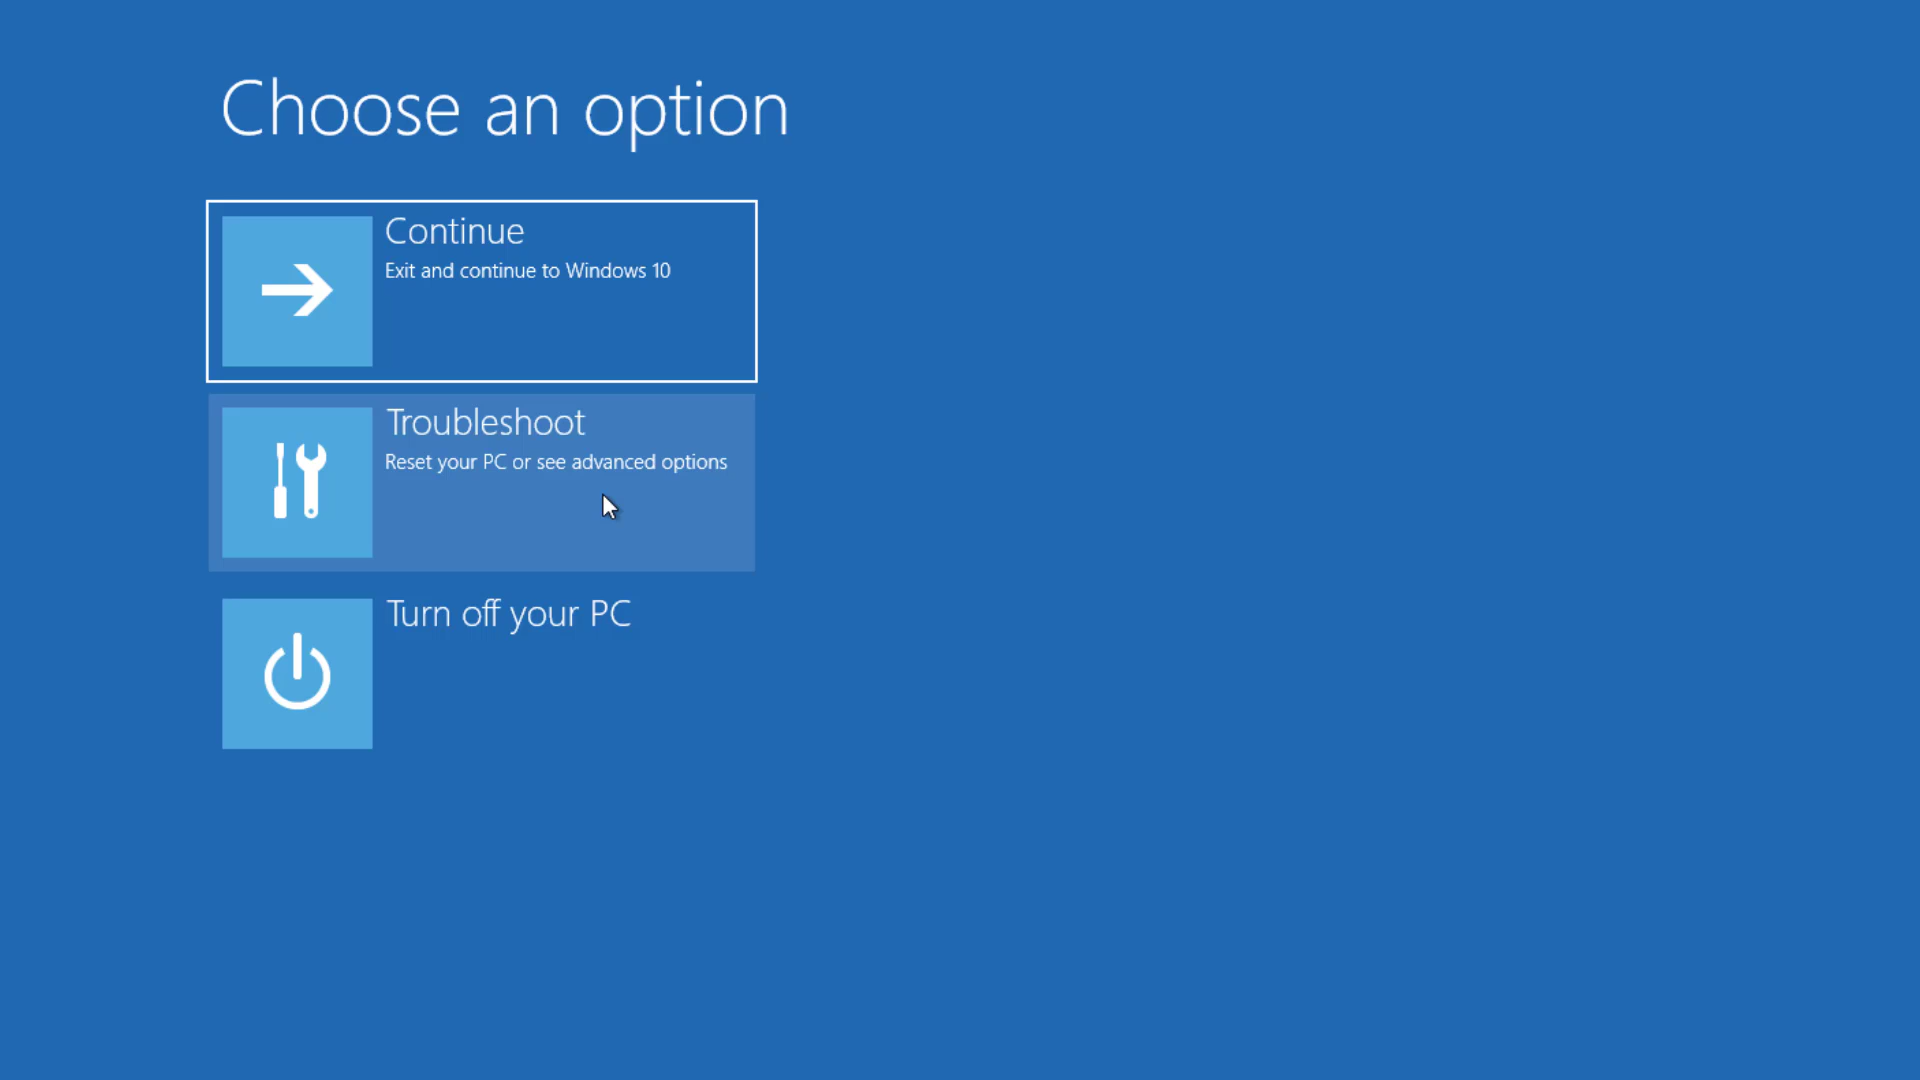 Choose an option
Continue
Exit and continue to Windows 10
Troubleshoot
Reset your PC or see advanced options
Turn off your PC